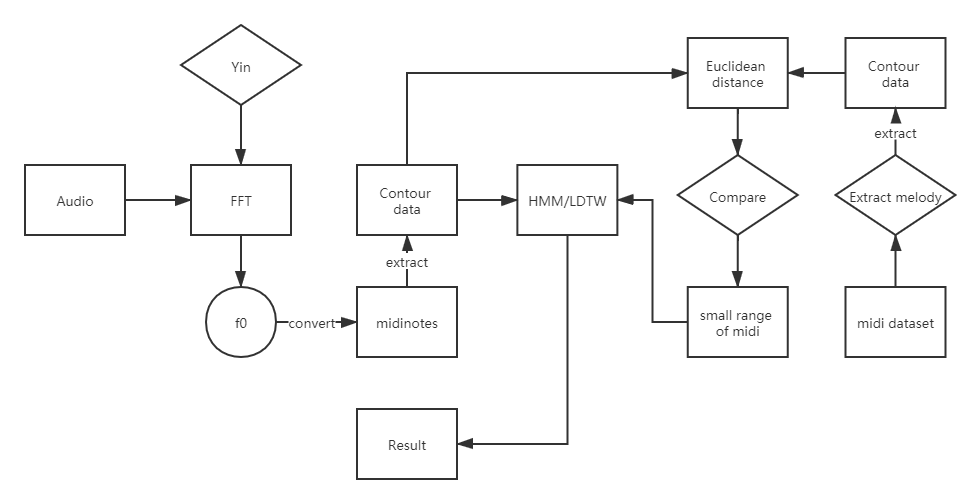 Yin
Euclidean
distance
Contour
data
extract
Audio
FFT
Contour
data
HMM/LDTW
Compare
Extract melody
extract
f0
convert
midinotes
small range
of midi
midi dataset
Result